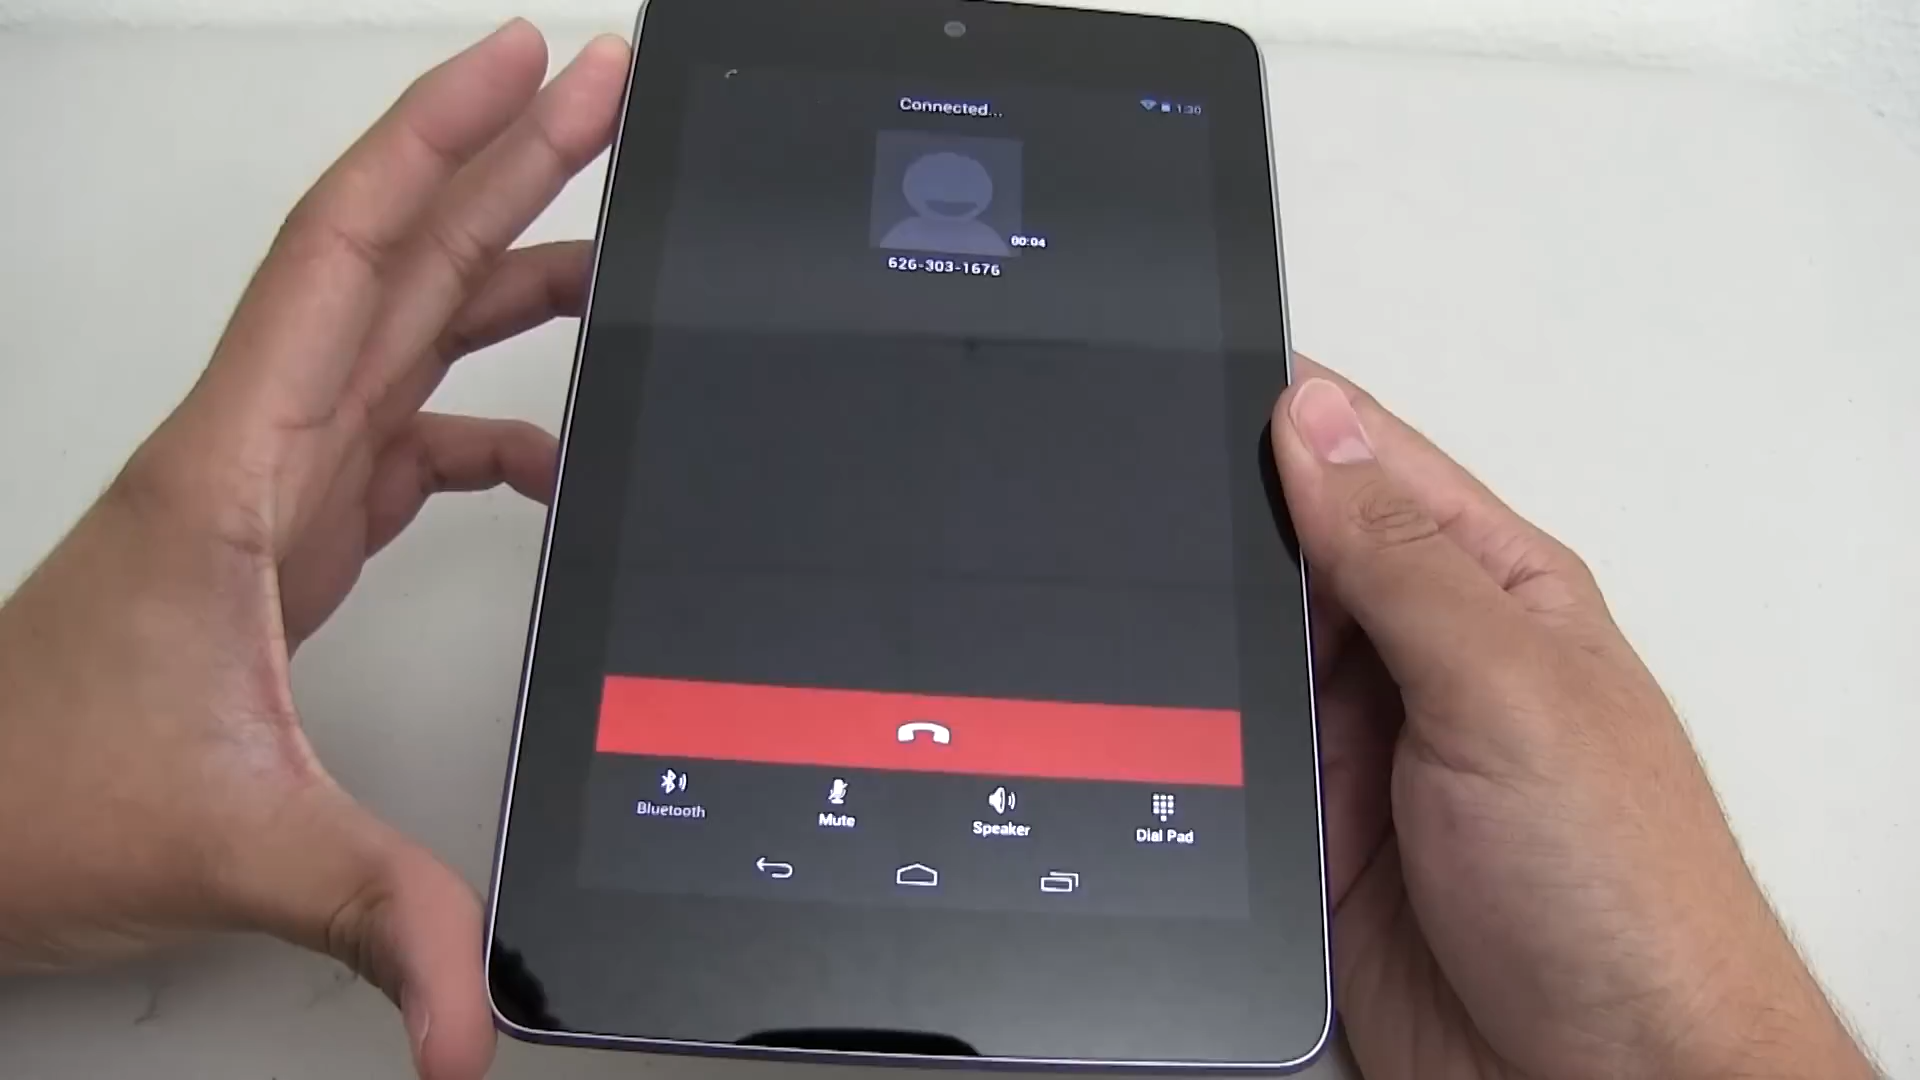 Connected...
1:30
00:04
626-303-1676
Bluetooth
Mute
Speaker
Dial Pad